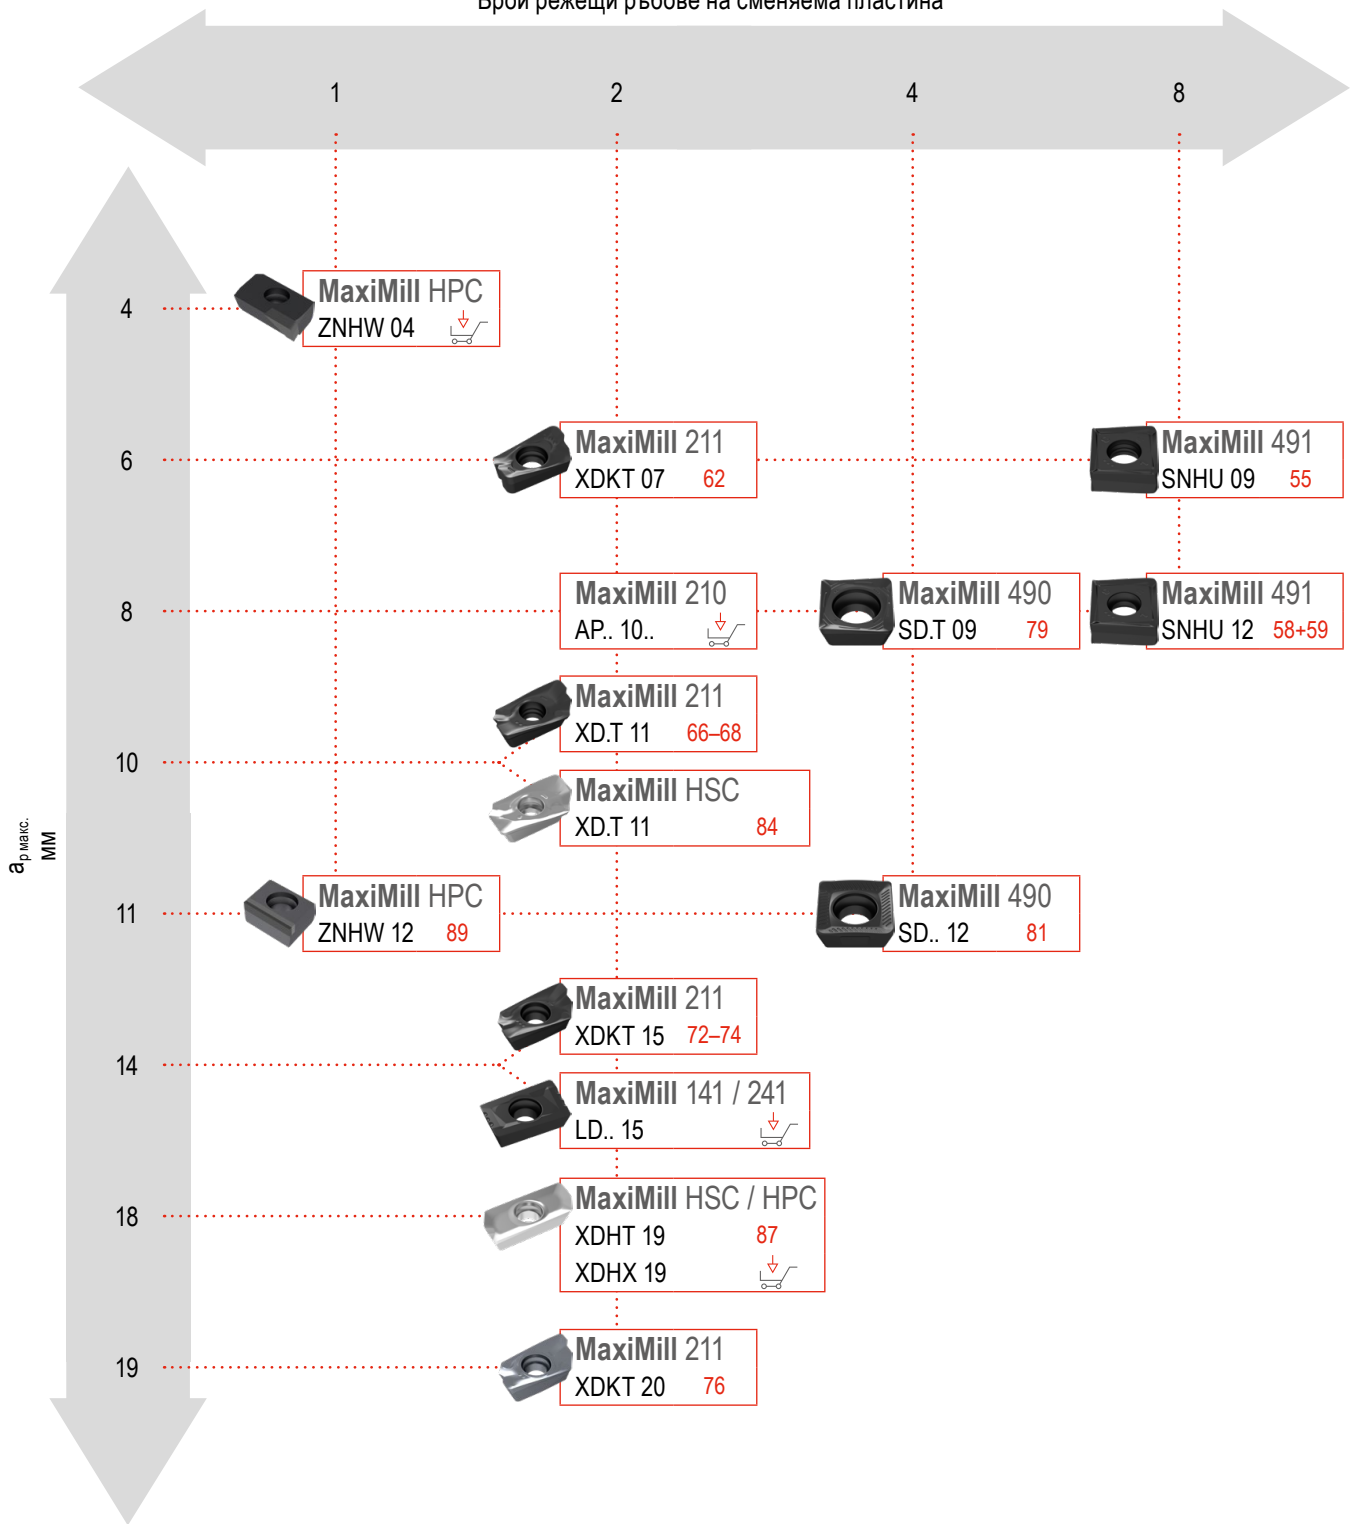 Брой режещи ръбове на сменяема пластина
1 2 4 8
4
MaxiMill HPC
ZNHW 04
6
MaxiMill 211
XDKT 07 62
MaxiMill 491
SNHU 09 55
8
MaxiMill 210
AP.. 10..
MaxiMill 490
SD.T 09 79
MaxiMill 491
SNHU 12 58+59
10
MaxiMill 211
XD.T 11 66–68
MaxiMill HSC
XD.T 11 84
ap макс.
мм
11
MaxiMill HPC
ZNHW 12 89
MaxiMill 490
SD.. 12 81
14
MaxiMill 211
XDKT 15 72–74
MaxiMill 141 / 241
LD.. 15
18
MaxiMill HSC / HPC
XDHT 19 87
XDHX 19
19
MaxiMill 211
XDKT 20 76